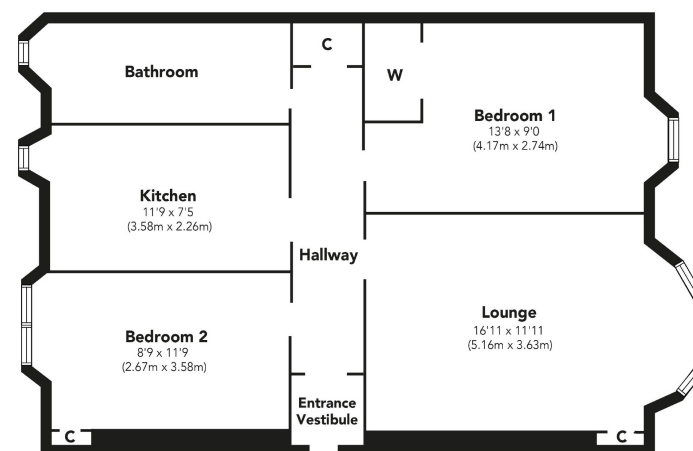 Bathroom
C
W
Bedroom 1
13'8 x 9'0
(4.17m x 2.74m)
Kitchen
11'9 x 7'5
(3.58m x 2.26m)
Hallway
Lounge
16'11 x 11'11
(5.16m x 3.63m)
Bedroom 2
8'9 x 11'9
(2.67m x 3.58m)
Entrance
Vestibule
C
C